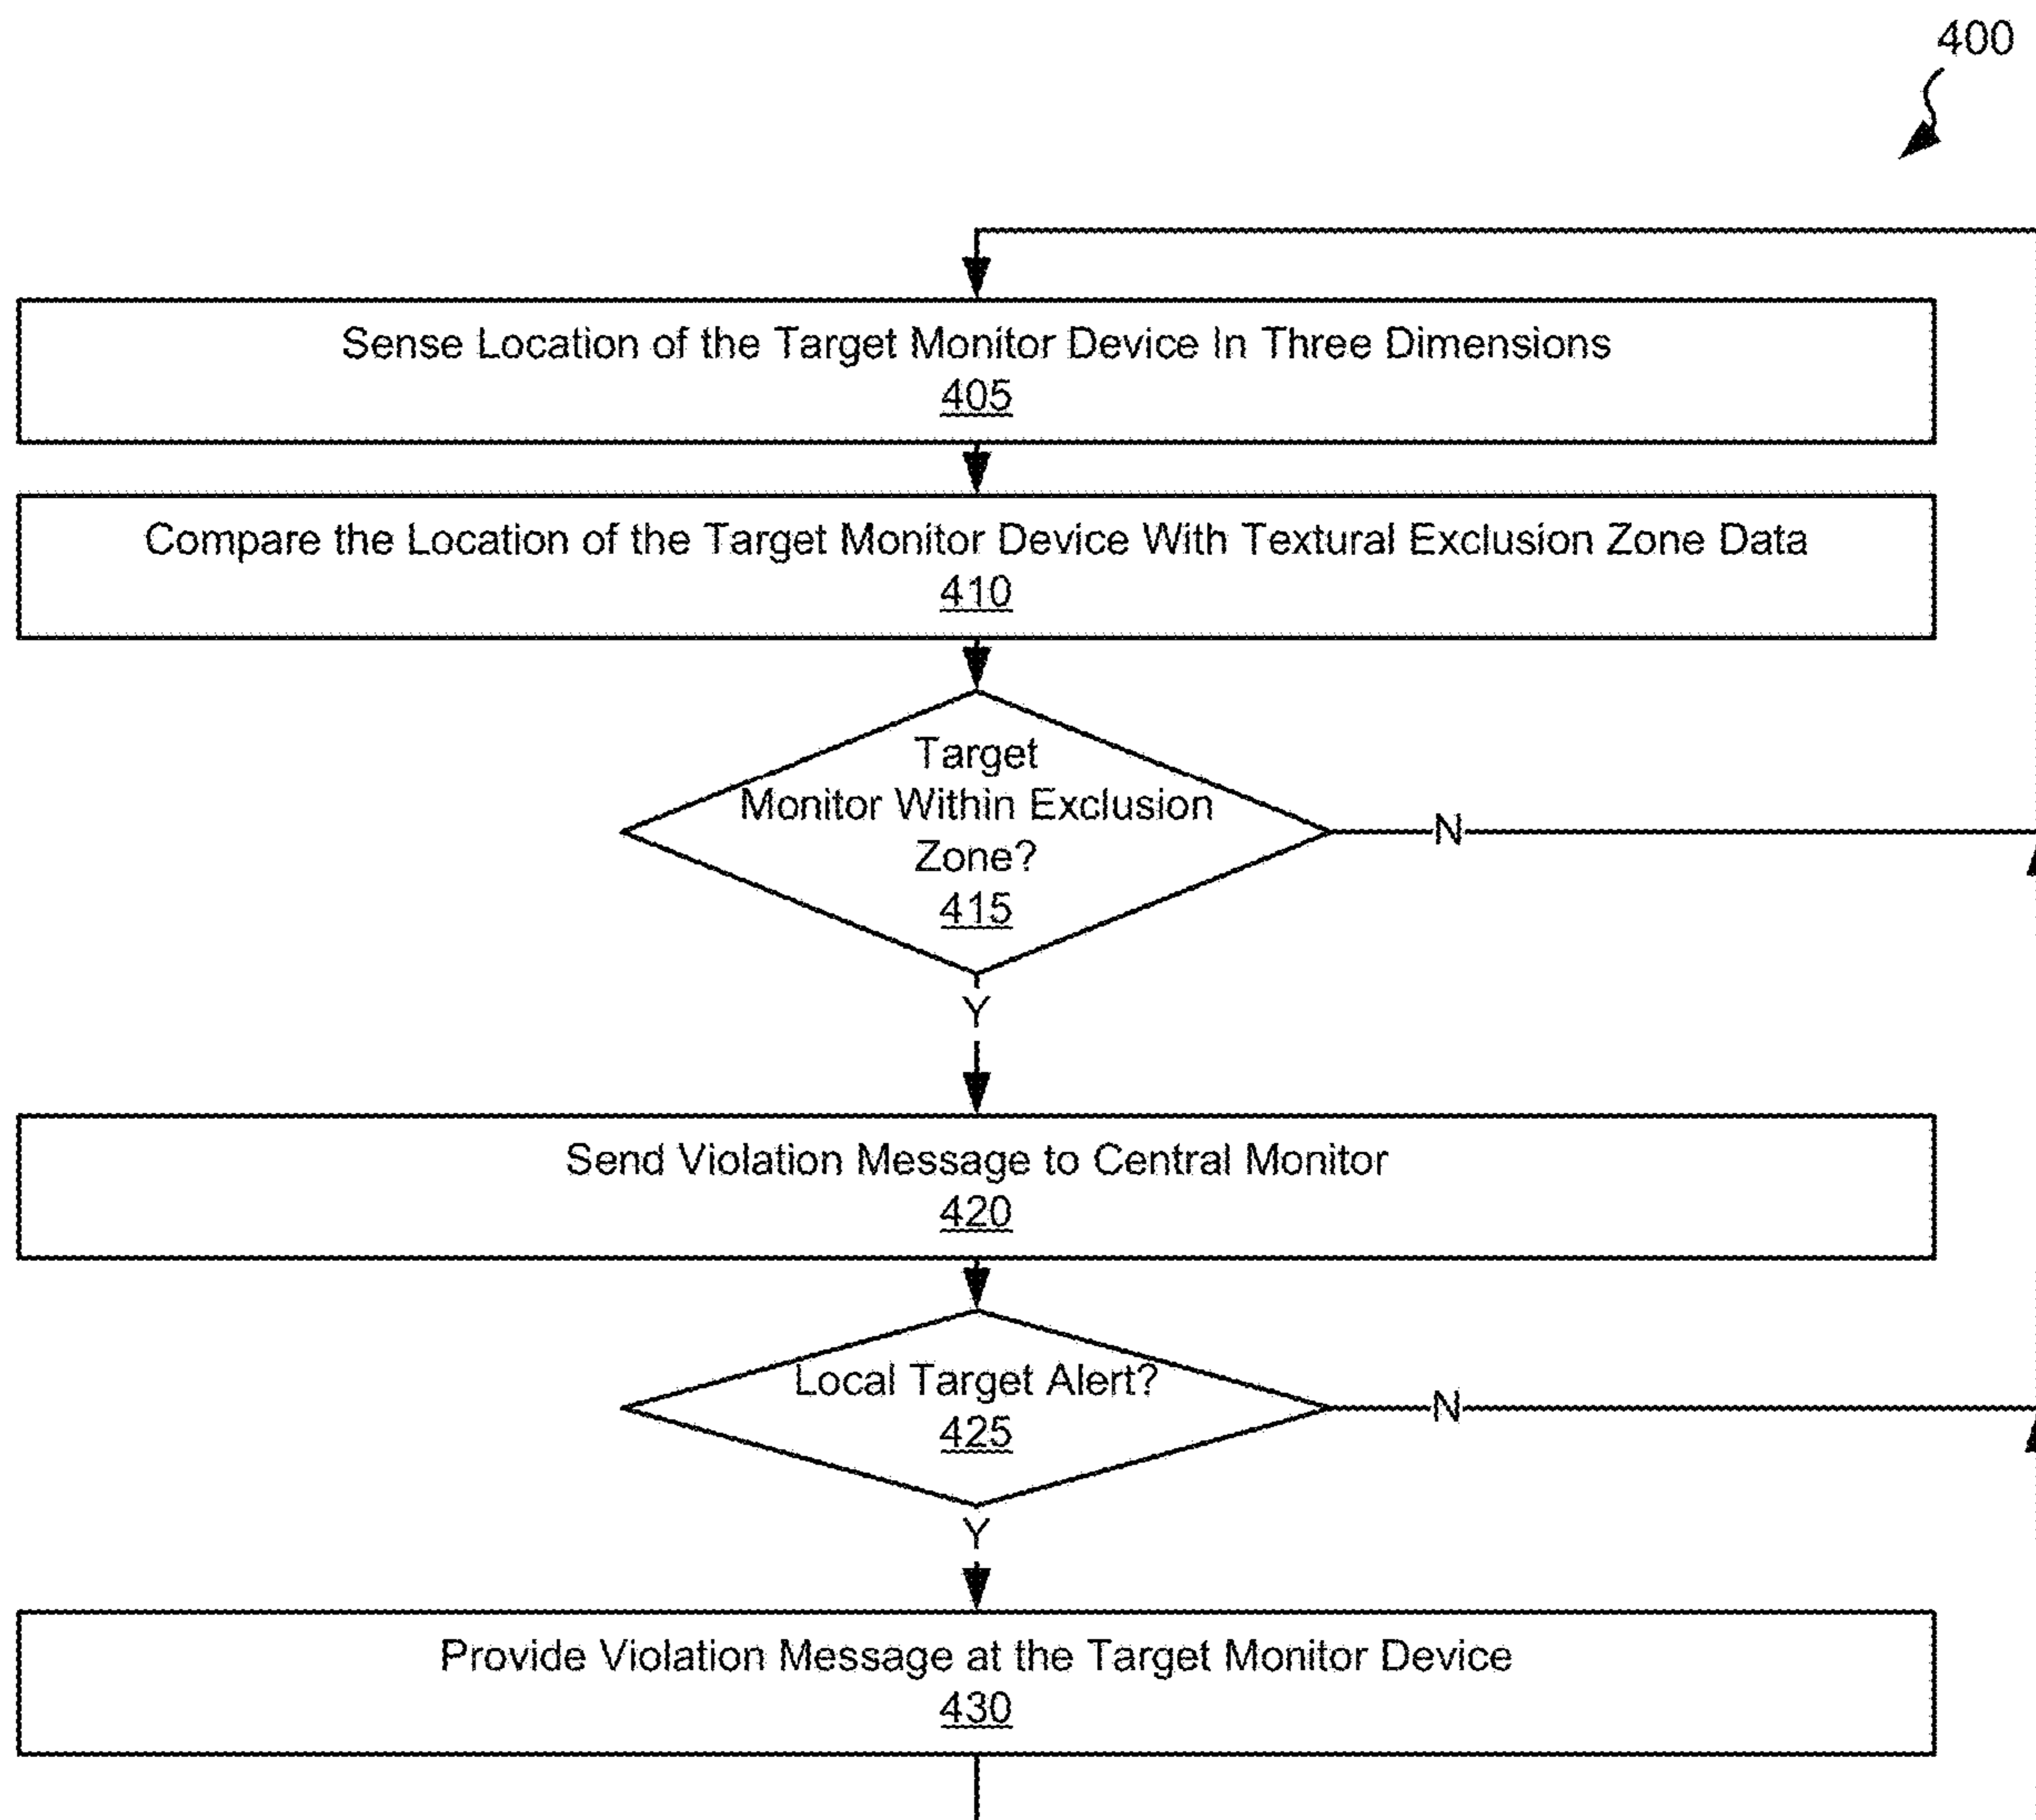 400
Sense Location of the Target Monitor Device In Three Dimensions
405
Compare the Location of the Target Monitor Device With Textural Exclusion Zone Data
410
Target
Monitor Within Exclusion
Zone?
415
N
Y
Send Violation Message to Central Monitor
420
Local Target Alert?
425
N
Y
Provide Violation Message at the Target Monitor Device
430